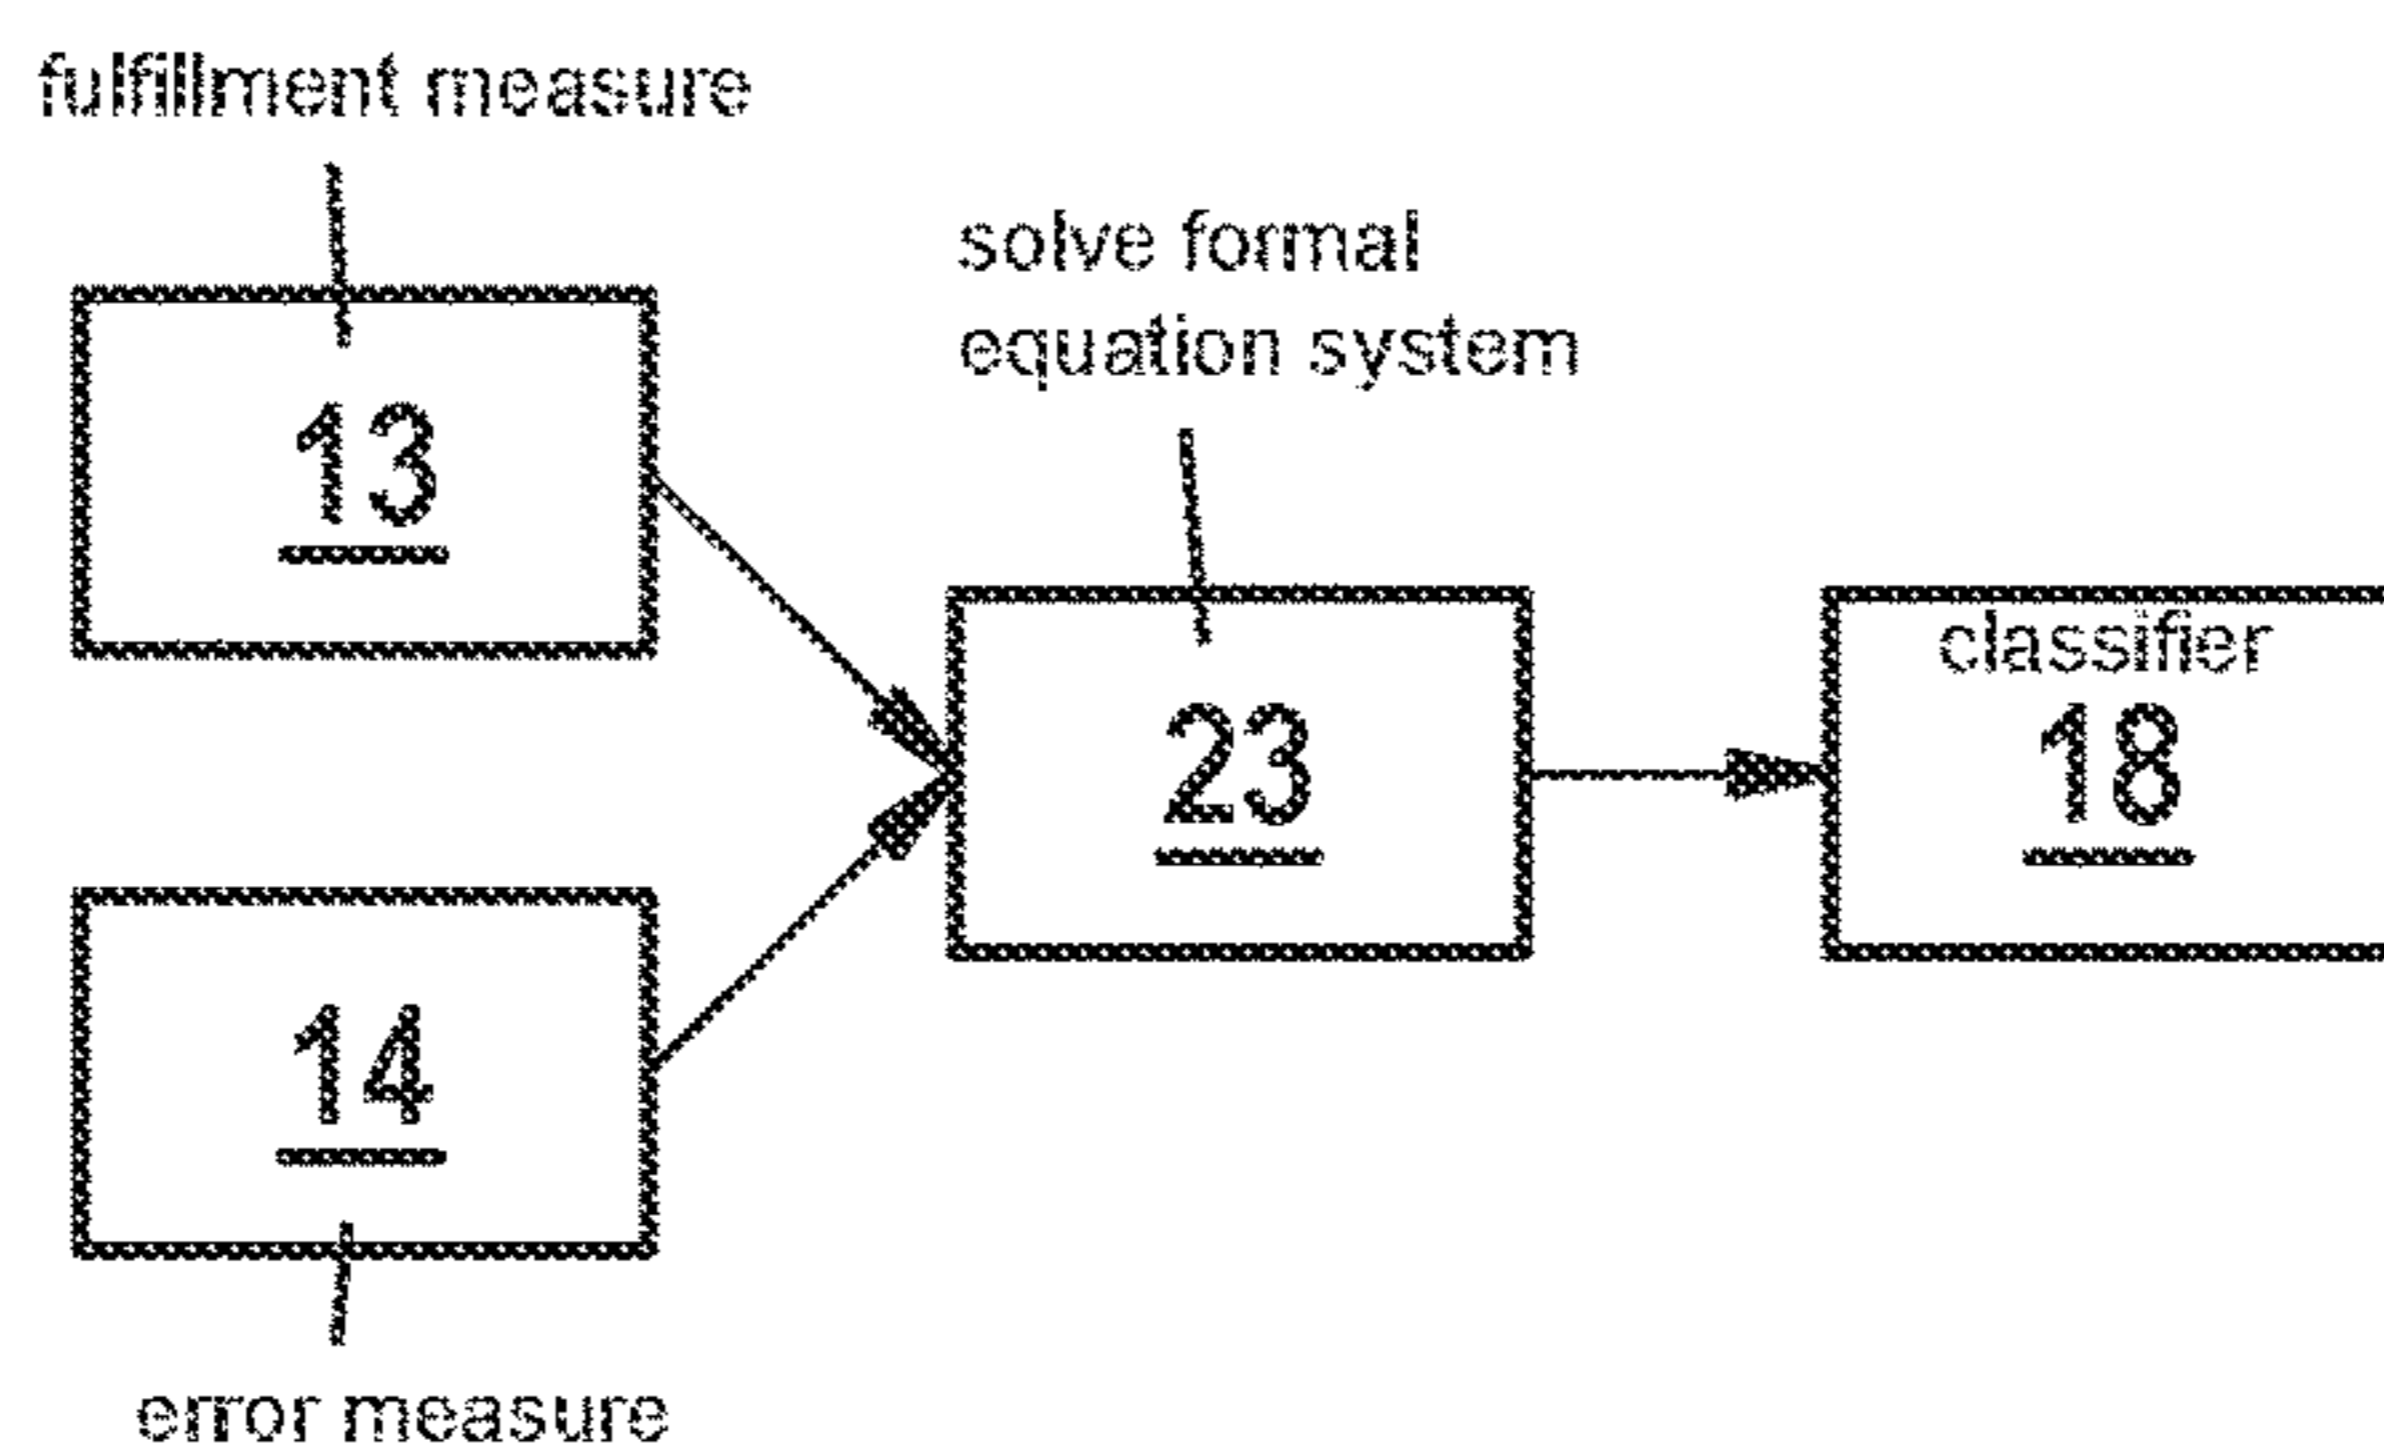 fulfillment measure
solve formal
equation system
13
classifier
23
18
14
error measure